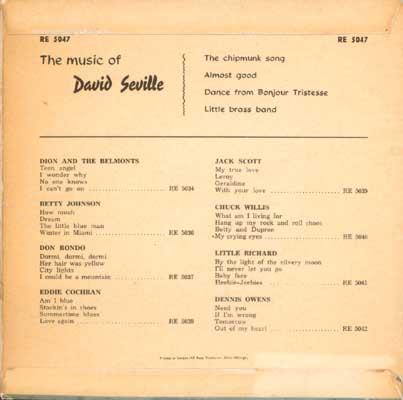 RE 5047
RE 5047
The music of
David Seville
The chipmunk song
Almost good
Dance from Bonjour Tristesse
Little brass band
DION AND THE BELMONTS
Teen angel
I wonder why
No one knows
I can't go on RE 5034
BETTY JOHNSON
How much
Dream
The little blue man
Winter in Miami RE 5036
DON RONDO
Dormi, dormi, dormi
Her hair was yellow
City lights
I could be a mountain RE 5037
EDDIE COCHRAN
Am I blue
Stockin's in shoes
Summertime blues
Love again RE 5038
JACK SCOTT
My true love
Leroy
Geraldine
With your love RE 5039
CHUCK WILLIS
What am I living for
Hang up my rock and roll shoes
Betty and Dupree
My crying eyes RE 5040
LITTLE RICHARD
By the light of the silvery moon
I'll never let you go
Baby face
Heebie-Jeebies RE 5041
DENNIS OWENS
Need you
If I'm wrong
Tomorrow
Out of my heart RE 5042